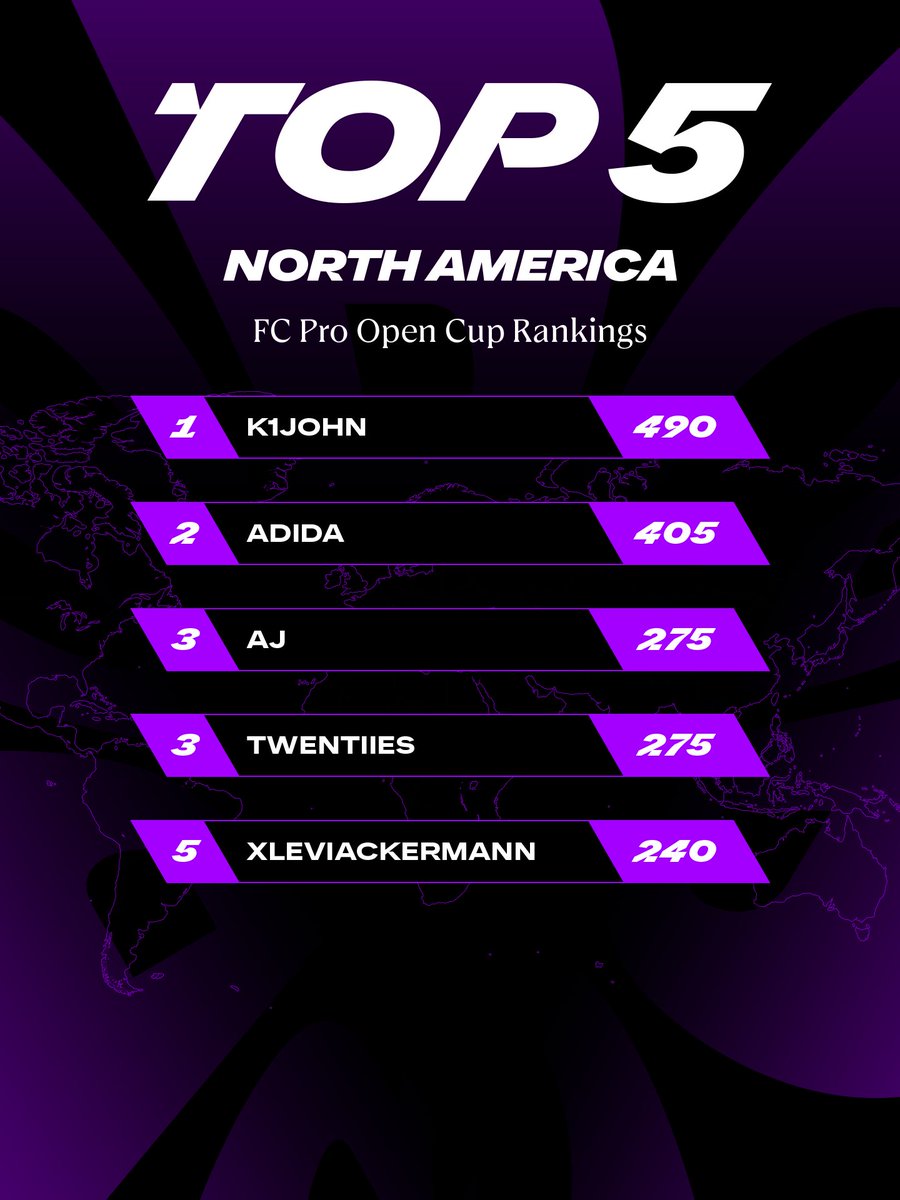 TOP 5
NORTH AMERICA
FC Pro Open Cup Rankings
1 K1JOHN 490
2 ADIDA 405
3 AJ 275
3 TWENTIIES 275
5 XLEVIACKERMANN 240